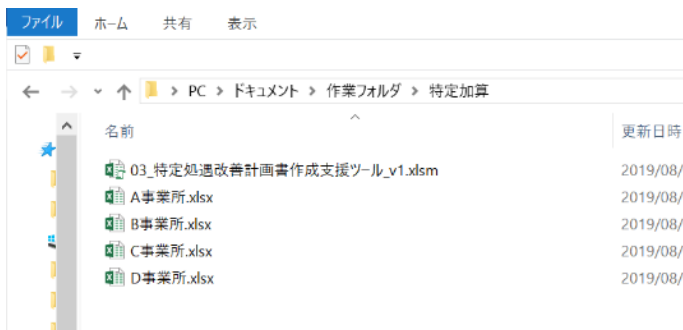 ファイル ホーム 共有 表示
PC > ドキュメント > 作業フォルダ > 特定加算
名前 更新日時
03_特定処遇改善計画書作成支援ツール_v1.xlsm 2019/08/
A事業所.xlsx 2019/08/
B事業所.xlsx 2019/08/
C事業所.xlsx 2019/08/
D事業所.xlsx 2019/08/